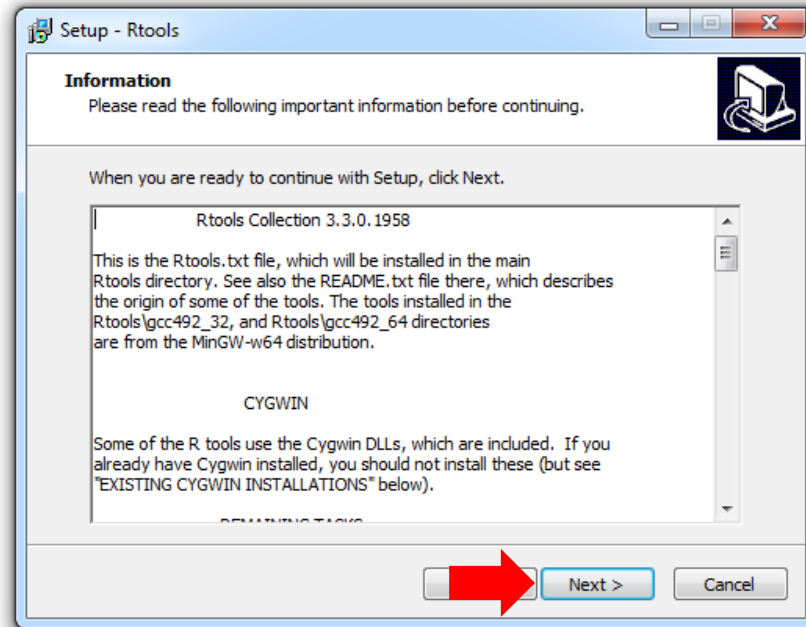 Setup - Rtools
Information
Please read the following important information before continuing.
When you are ready to continue with Setup, click Next.
Rtools Collection 3.3.0.1958
This is the Rtools.txt file, which will be installed in the main
Rtools directory. See also the README.txt file there, which describes
the origin of some of the tools. The tools installed in the
Rtools\gcc492_32, and Rtools\gcc492_64 directories
are from the MinGW-w64 distribution.
CYGWIN
Some of the R tools use the Cygwin DLLs, which are included.  If you
already have Cygwin installed, you should not install these (but see
"EXISTING CYGWIN INSTALLATIONS" below).
REMAINING TASKS
Next >
Cancel